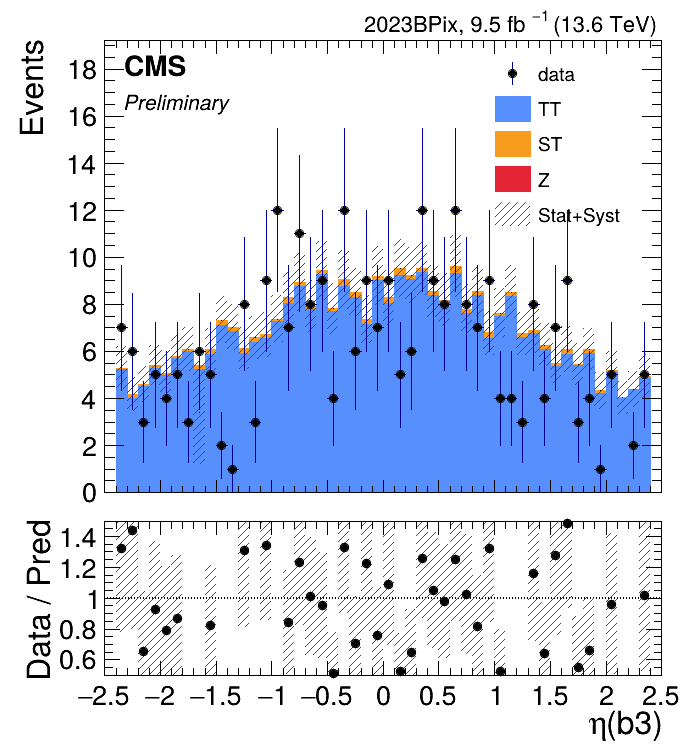 2023BPix, 9.5 fb⁻¹ (13.6 TeV)
Events
CMS
Preliminary
data
TT
ST
Z
Stat+Syst
18
16
14
12
10
8
6
4
2
0
Data / Pred
1.4
1.2
1
0.8
0.6
−2.5 −2 −1.5 −1 −0.5 0 0.5 1 1.5 2 2.5
η(b3)